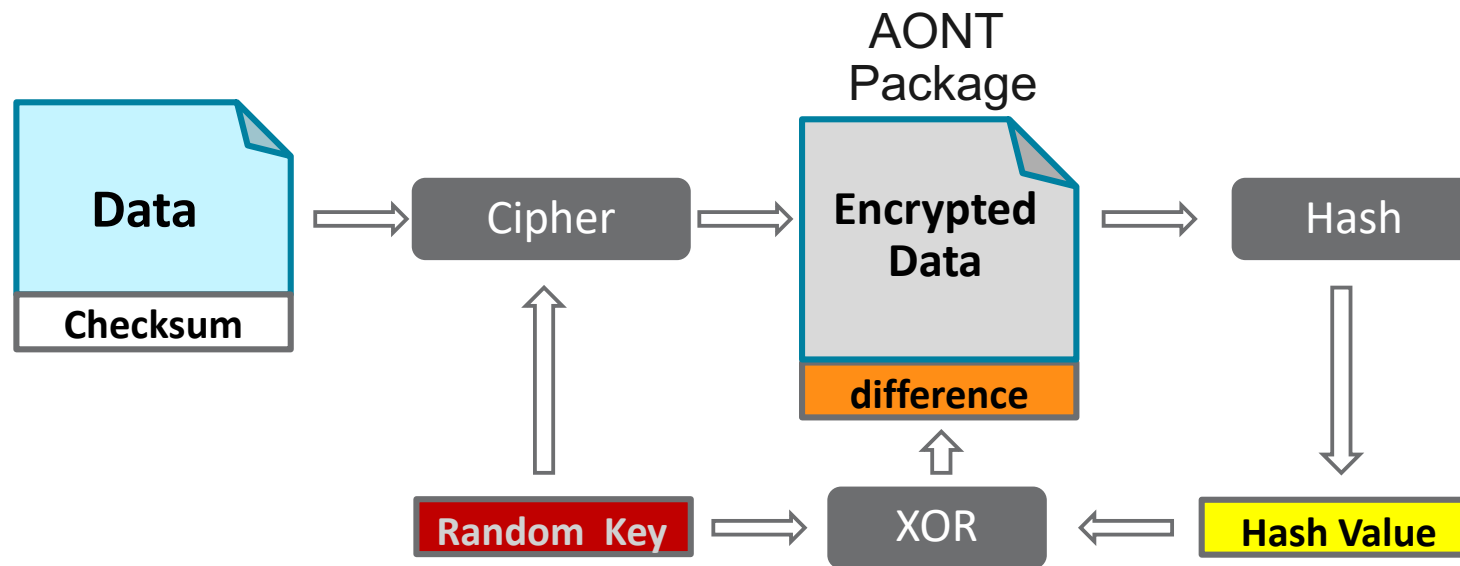 AONT
Package
Data
Checksum
Cipher
Encrypted
Data
difference
Hash
Random Key
XOR
Hash Value